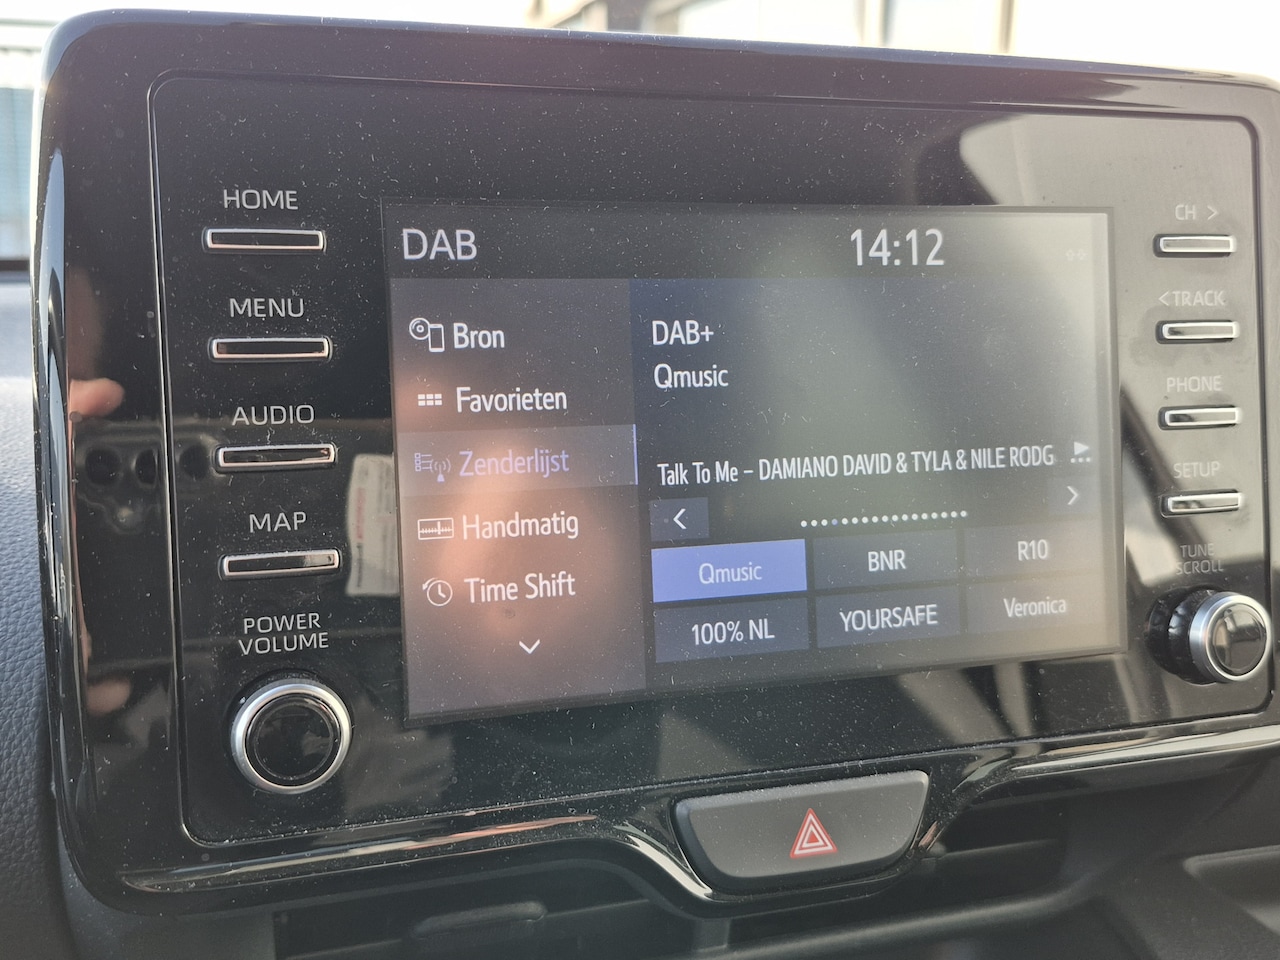 HOME
MENU
AUDIO
MAP
POWER
VOLUME
DAB
14:12
Bron
Favorieten
Zenderlijst
Handmatig
Time Shift
DAB+
Qmusic
Talk To Me – DAMIANO DAVID & TYLA & NILE RODG
Qmusic BNR R10
100% NL YOURSAFE Veronica
CH >
< TRACK
PHONE
SETUP
TUNE
SCROLL